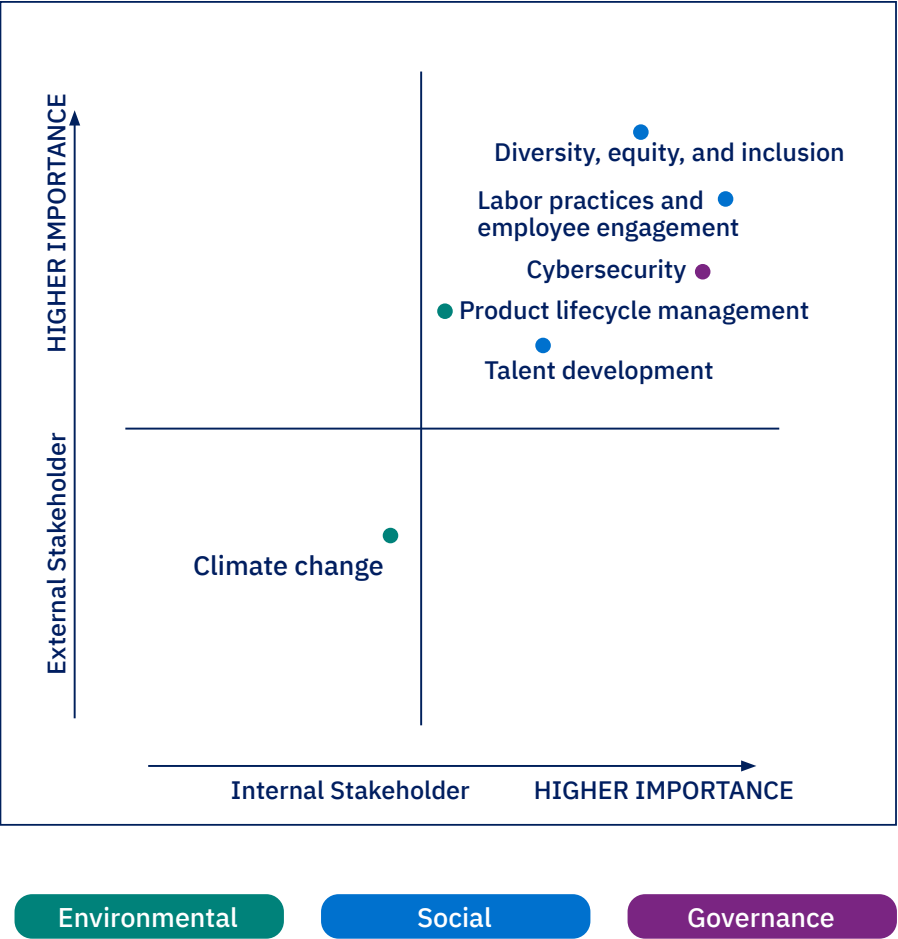 HIGHER IMPORTANCE
External Stakeholder
Diversity, equity, and inclusion
Labor practices and
employee engagement
Cybersecurity
Product lifecycle management
Talent development
Climate change
Internal Stakeholder
HIGHER IMPORTANCE
Environmental
Social
Governance